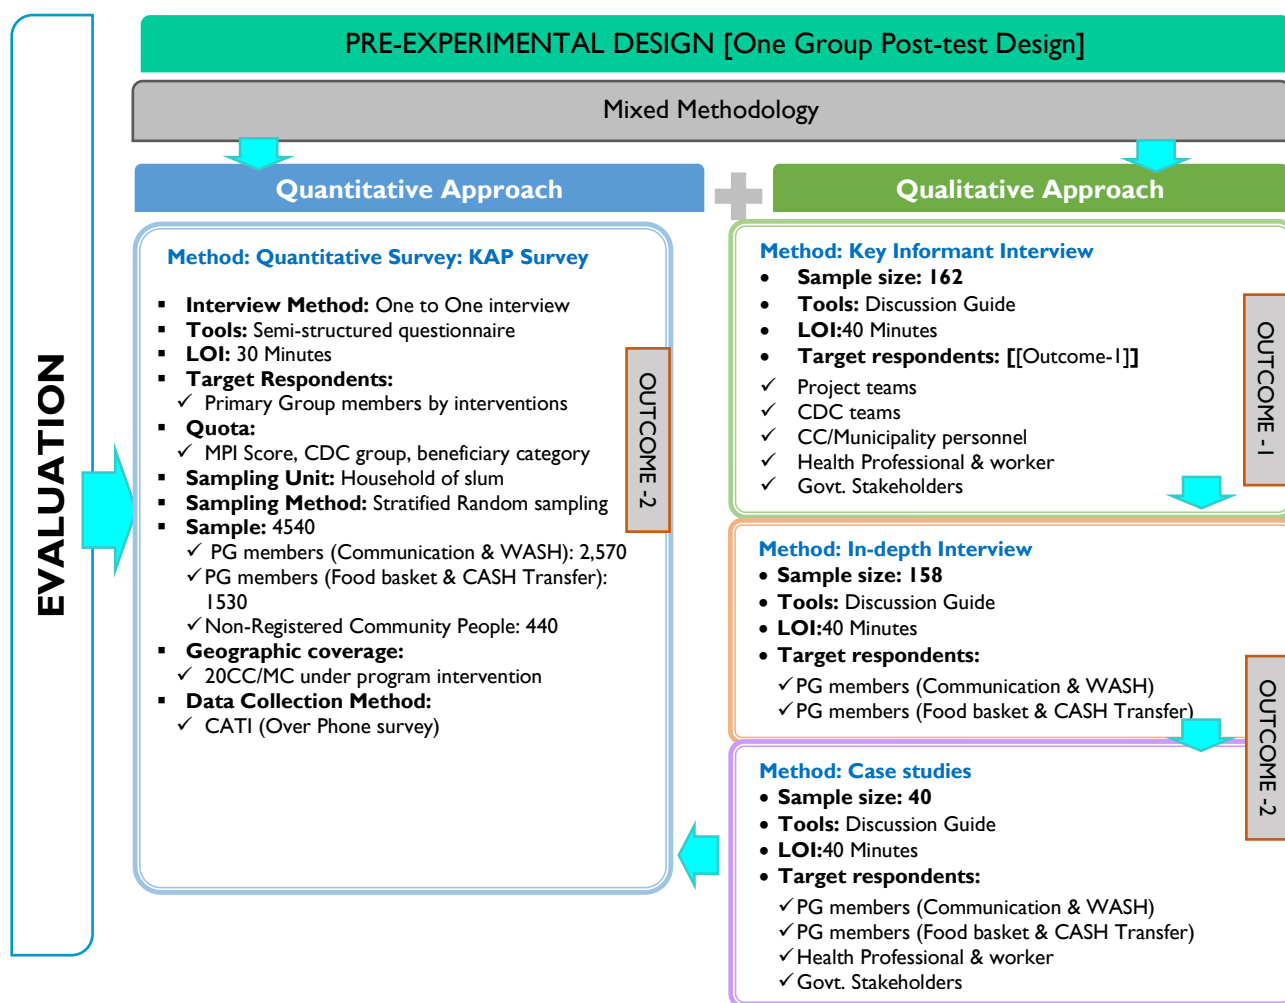 PRE-EXPERIMENTAL DESIGN [One Group Post-test Design]
Mixed Methodology
EVALUATION
Quantitative Approach
Method: Quantitative Survey: KAP Survey
▪ Interview Method: One to One interview
▪ Tools: Semi-structured questionnaire
▪ LOI: 30 Minutes
▪ Target Respondents:
✓ Primary Group members by interventions
▪ Quota:
✓ MPI Score, CDC group, beneficiary category
▪ Sampling Unit: Household of slum
▪ Sampling Method: Stratified Random sampling
▪ Sample: 4540
✓ PG members (Communication & WASH): 2,570
✓ PG members (Food basket & CASH Transfer):
1530
✓ Non-Registered Community People: 440
▪ Geographic coverage:
✓ 20CC/MC under program intervention
▪ Data Collection Method:
✓ CATI (Over Phone survey)
OUTCOME -2
Qualitative Approach
Method: Key Informant Interview
• Sample size: 162
• Tools: Discussion Guide
• LOI:40 Minutes
• Target respondents: [[Outcome-1]]
✓ Project teams
✓ CDC teams
✓ CC/Municipality personnel
✓ Health Professional & worker
✓ Govt. Stakeholders
OUTCOME -1
Method: In-depth Interview
• Sample size: 158
• Tools: Discussion Guide
• LOI:40 Minutes
• Target respondents:
✓ PG members (Communication & WASH)
✓ PG members (Food basket & CASH Transfer)
OUTCOME -2
Method: Case studies
• Sample size: 40
• Tools: Discussion Guide
• LOI:40 Minutes
• Target respondents:
✓ PG members (Communication & WASH)
✓ PG members (Food basket & CASH Transfer)
✓ Health Professional & worker
✓ Govt. Stakeholders